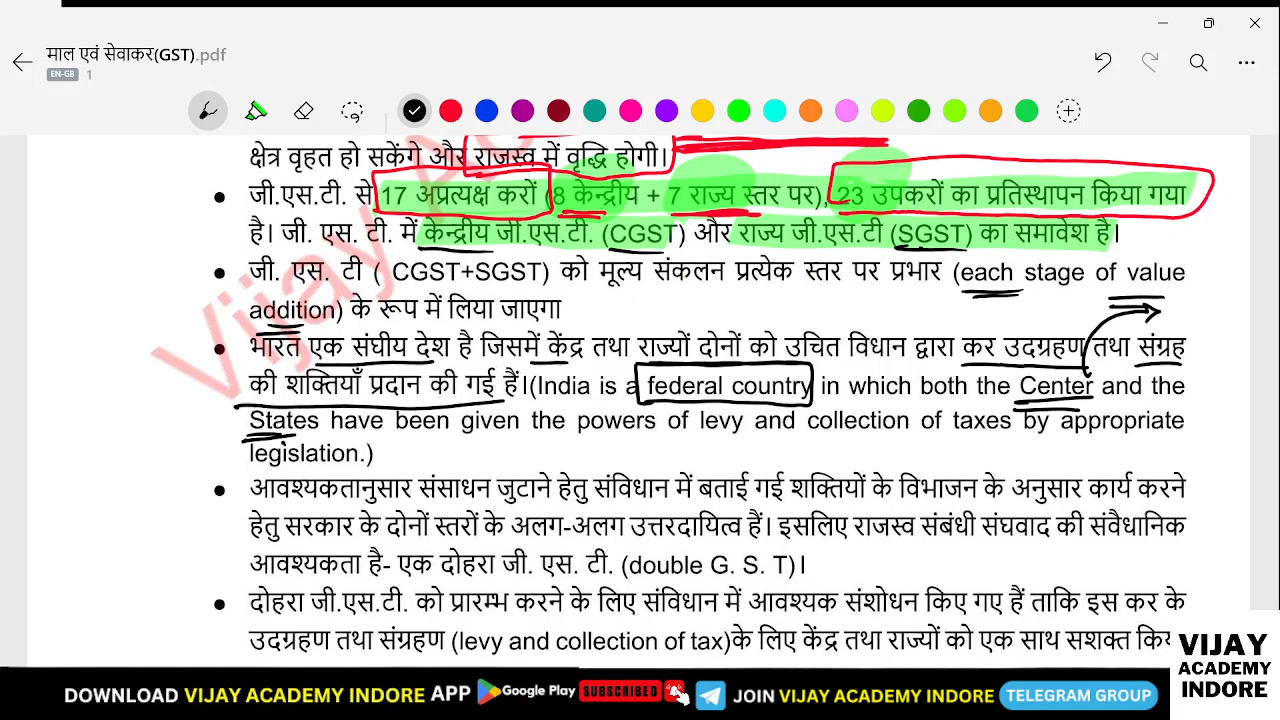 माल एवं सेवाकर(GST).pdf
EN-GB 1
क्षेत्र वृहत हो सकेंगे और राजस्व में वृद्धि होगी।
● जी.एस.टी. से 17 अप्रत्यक्ष करों (8 केन्द्रीय + 7 राज्य स्तर पर), 23 उपकरों का प्रतिस्थापन किया गया
है। जी. एस. टी. में केन्द्रीय जी.एस.टी. (CGST) और राज्य जी.एस.टी (SGST) का समावेश है।
● जी. एस. टी ( CGST+SGST) को मूल्य संकलन प्रत्येक स्तर पर प्रभार (each stage of value
addition) के रूप में लिया जाएगा
● भारत एक संघीय देश है जिसमें केंद्र तथा राज्यों दोनों को उचित विधान द्वारा कर उदग्रहण तथा संग्रह
की शक्तियाँ प्रदान की गई हैं।(India is a federal country in which both the Center and the
States have been given the powers of levy and collection of taxes by appropriate
legislation.)
● आवश्यकतानुसार संसाधन जुटाने हेतु संविधान में बताई गई शक्तियों के विभाजन के अनुसार कार्य करने
हेतु सरकार के दोनों स्तरों के अलग-अलग उत्तरदायित्व हैं। इसलिए राजस्व संबंधी संघवाद की संवैधानिक
आवश्यकता है- एक दोहरा जी. एस. टी. (double G. S. T)।
● दोहरा जी.एस.टी. को प्रारम्भ करने के लिए संविधान में आवश्यक संशोधन किए गए हैं ताकि इस कर के
उदग्रहण तथा संग्रहण (levy and collection of tax)के लिए केंद्र तथा राज्यों को एक साथ सशक्त
Vijay A
VIJAY
ACADEMY
INDORE
DOWNLOAD VIJAY ACADEMY INDORE APP Google Play SUBSCRIBED JOIN VIJAY ACADEMY INDORE TELEGRAM GROUP